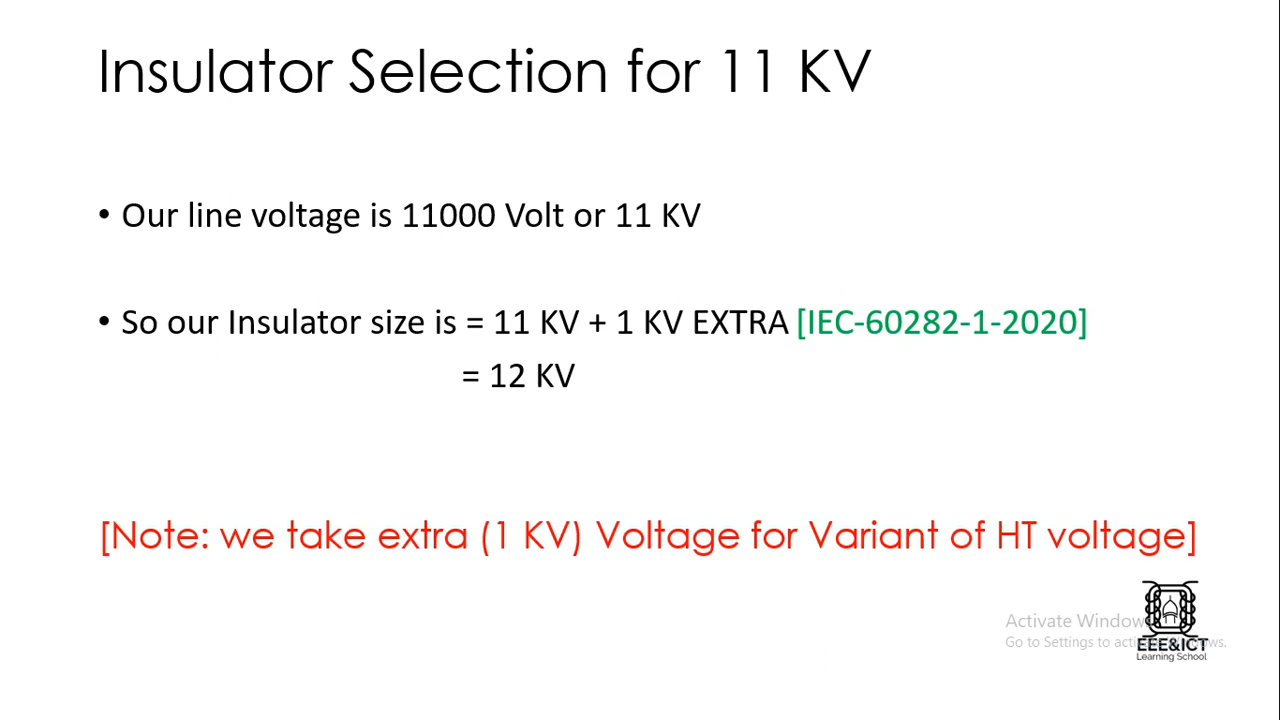 Insulator Selection for 11 KV
• Our line voltage is 11000 Volt or 11 KV
• So our Insulator size is = 11 KV + 1 KV EXTRA [IEC-60282-1-2020]
= 12 KV
[Note: we take extra (1 KV) Voltage for Variant of HT voltage]
Activate Windows
Go to Settings to activate Windows.
EEE&ICT
Learning School